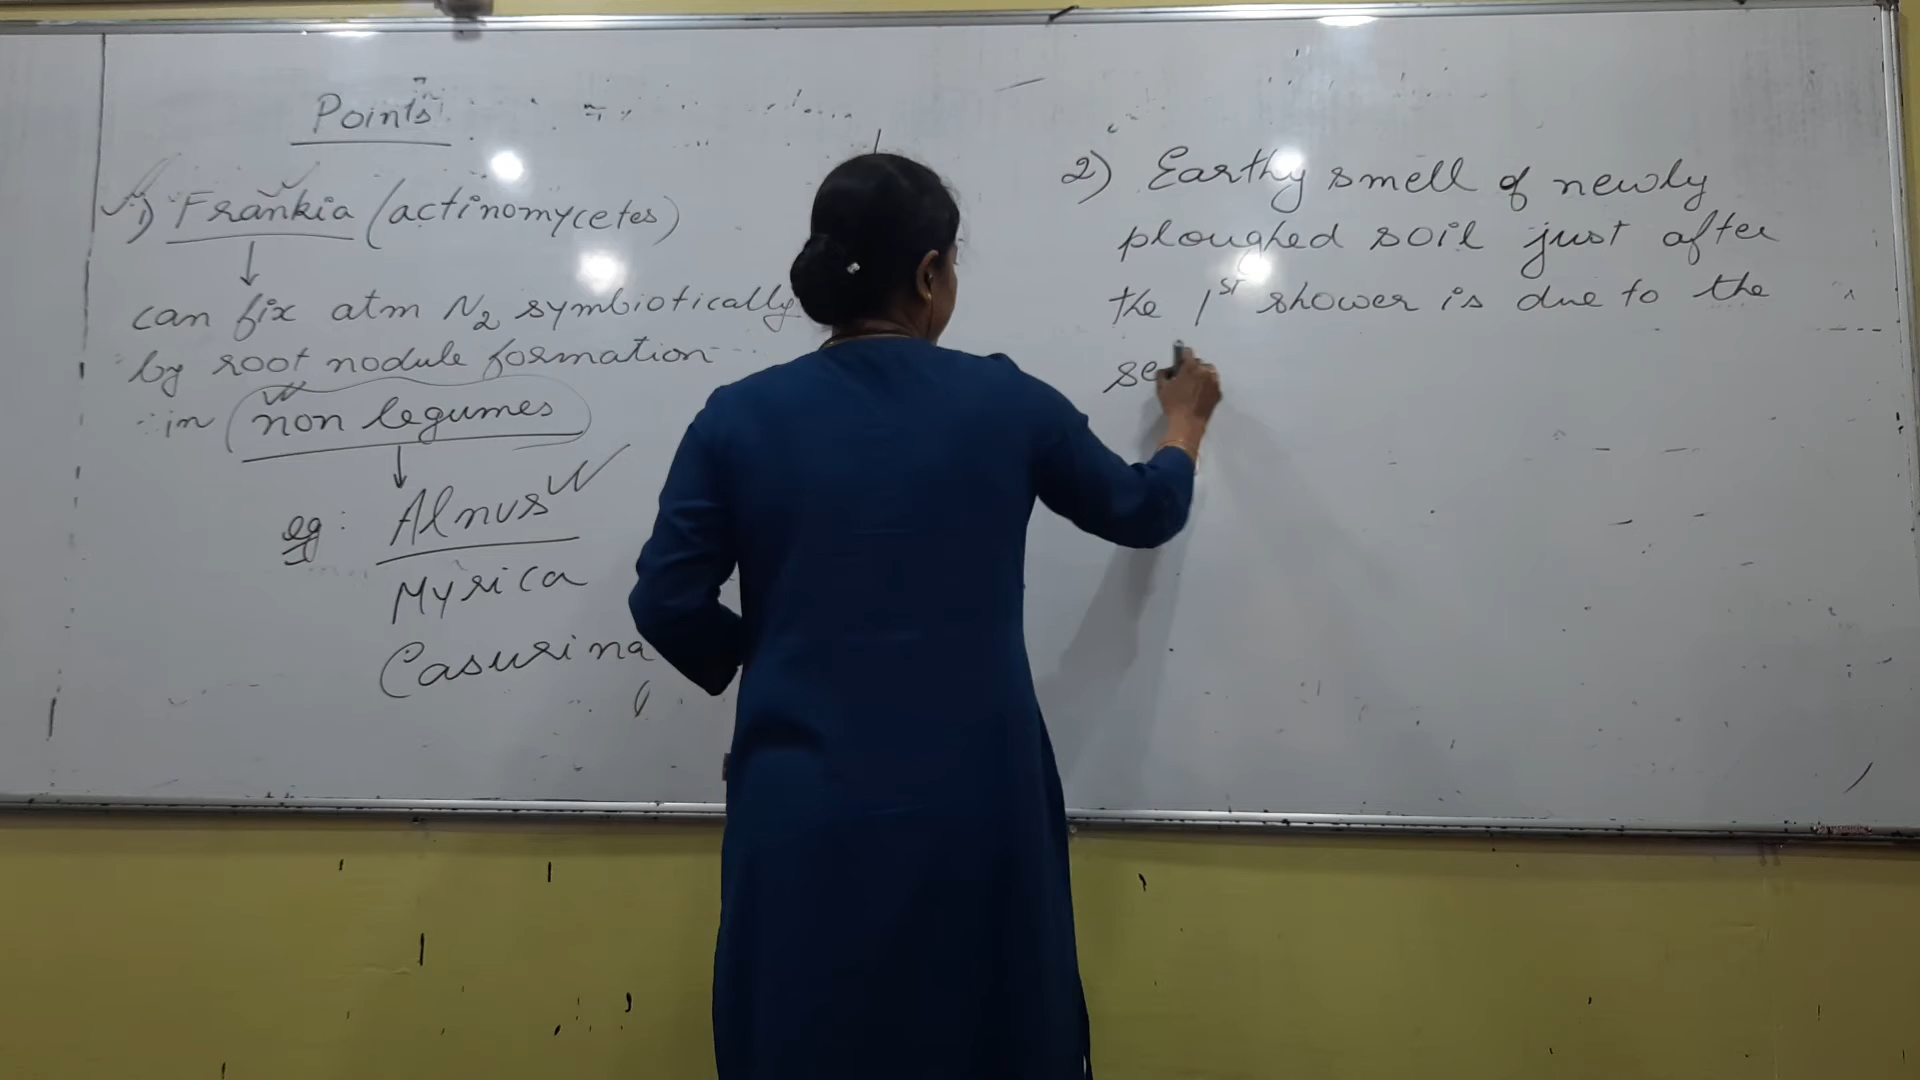 Points
1) Frankia (actinomycetes)
↓
can fix atm N₂ symbiotically
by root nodule formation
in non legumes
↓
eg: Alnus
Myrica
Casurina
2) Earthy smell of newly
ploughed soil just after
the 1st shower is due to the
se